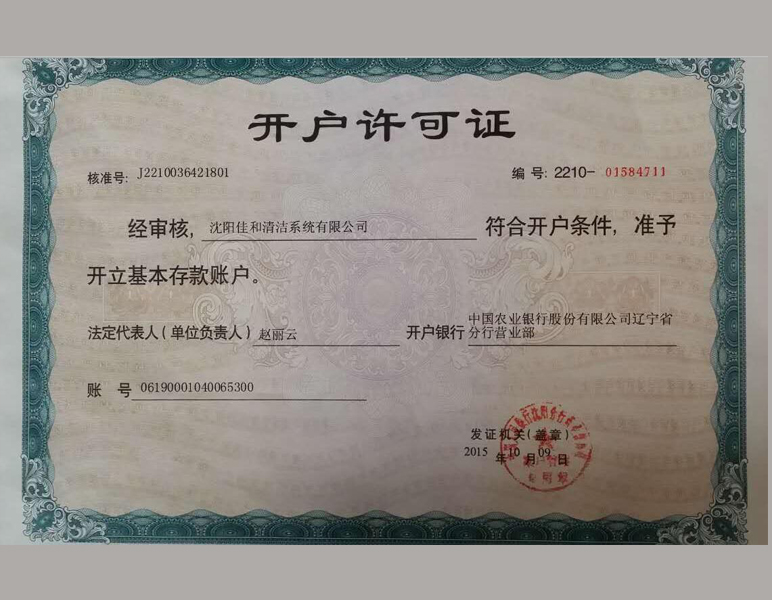 开户许可证
核准号: J2210036421801 编 号: 2210- 01584711
经审核, 沈阳佳和清洁系统有限公司 符合开户条件, 准予
开立基本存款账户。
法定代表人(单位负责人) 赵丽云 开户银行 中国农业银行股份有限公司辽宁省
分行营业部
账 号 06190001040065300
发证机关(盖章)
2015 年 10 月 09 日